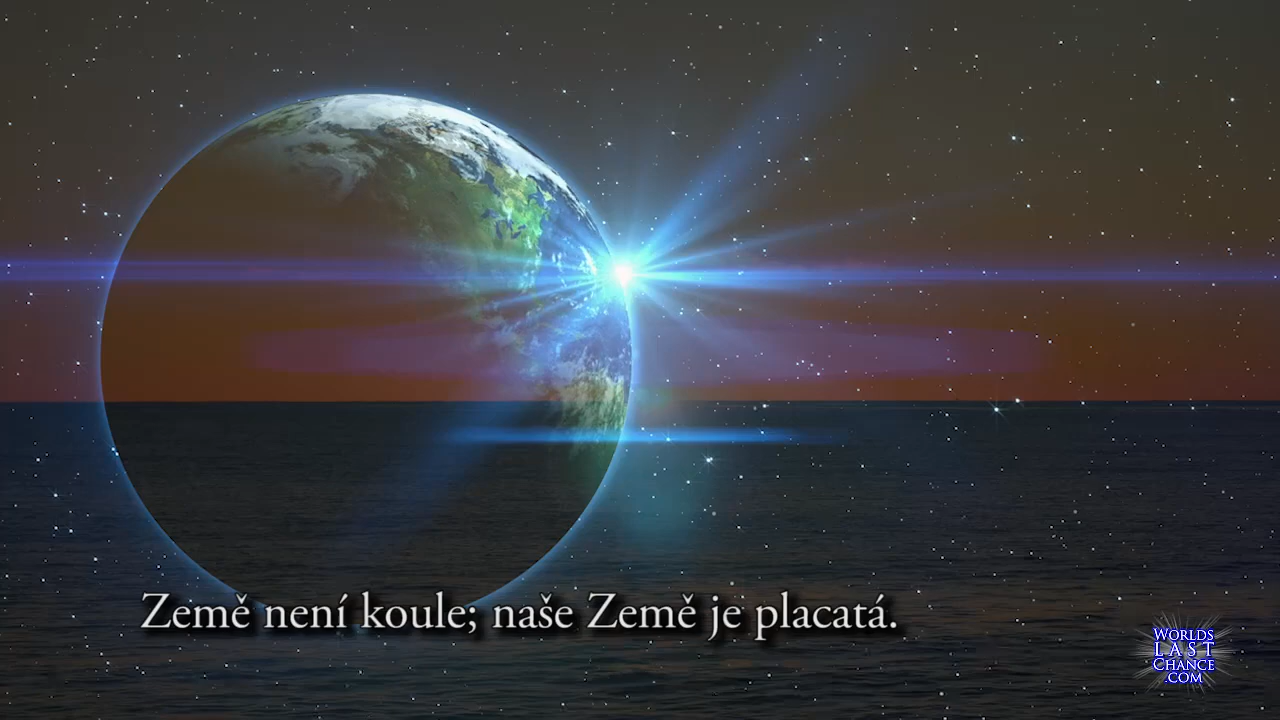 Země není koule; naše Země je placatá.
WORLDS
LAST
CHANCE
.COM